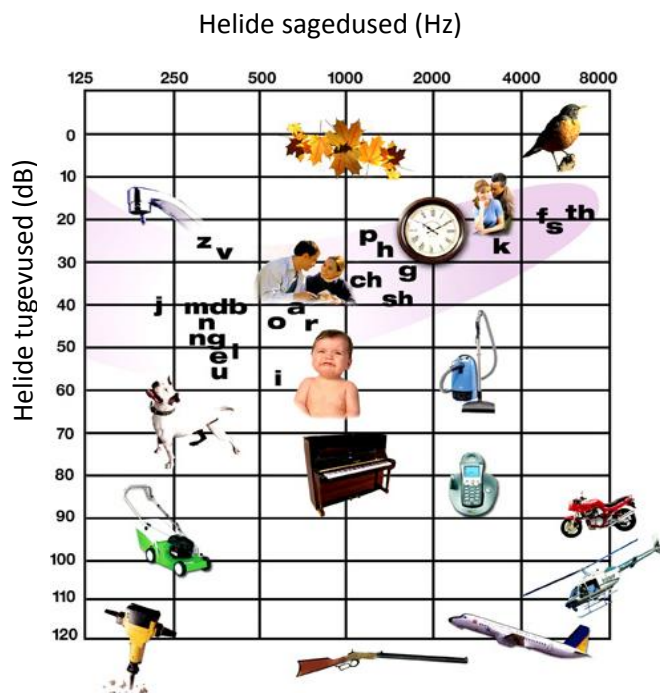 Helide sagedused (Hz)
125 250 500 1000 2000 4000 8000
Helide tugevused (dB)
0
10
20
30
40
50
60
70
80
90
100
110
120
z v
p h
g
ch
sh
k
f s th
j
mdb
n
ng
e l
u
a
o r
i